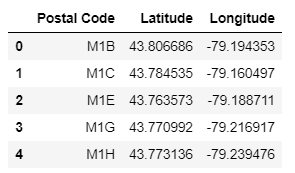 Postal Code Latitude Longitude
0 M1B 43.806686 -79.194353
1 M1C 43.784535 -79.160497
2 M1E 43.763573 -79.188711
3 M1G 43.770992 -79.216917
4 M1H 43.773136 -79.239476